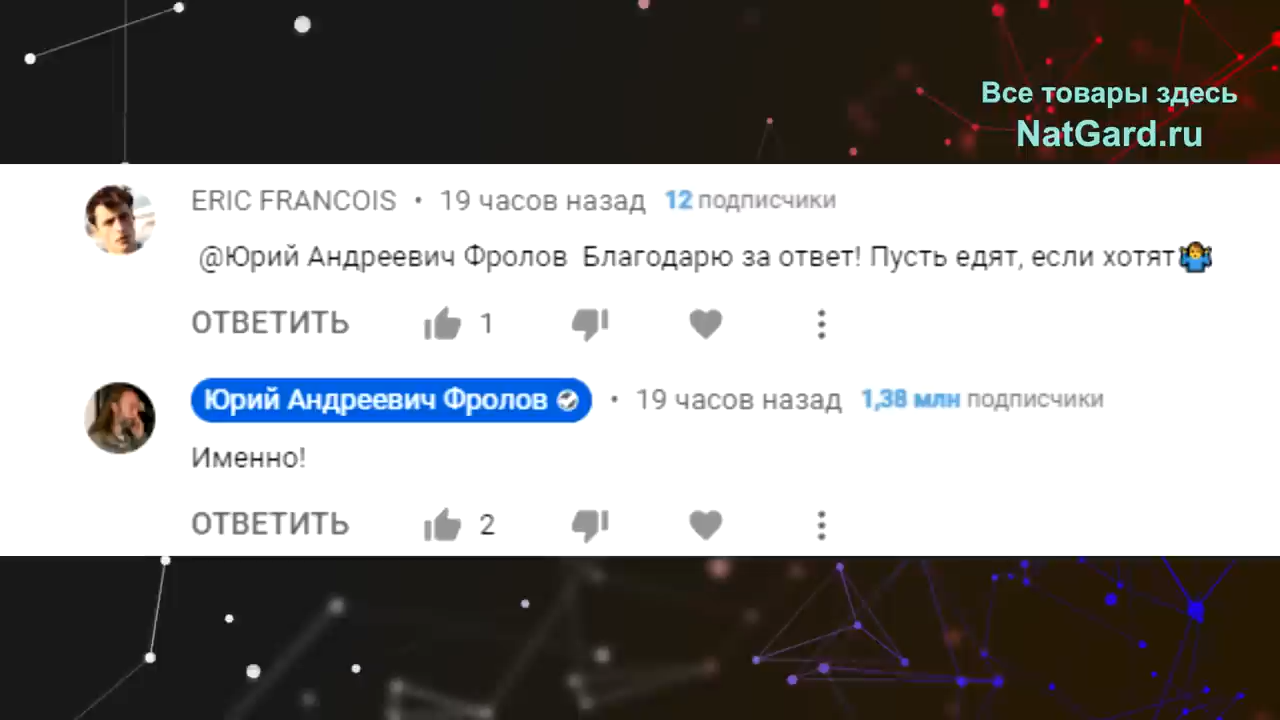 Все товары здесь
NatGard.ru
ERIC FRANCOIS • 19 часов назад 12 подписчики
@Юрий Андреевич Фролов Благодарю за ответ! Пусть едят, если хотят🤷‍♂️
ОТВЕТИТЬ 1
Юрий Андреевич Фролов • 19 часов назад 1,38 млн подписчики
Именно!
ОТВЕТИТЬ 2